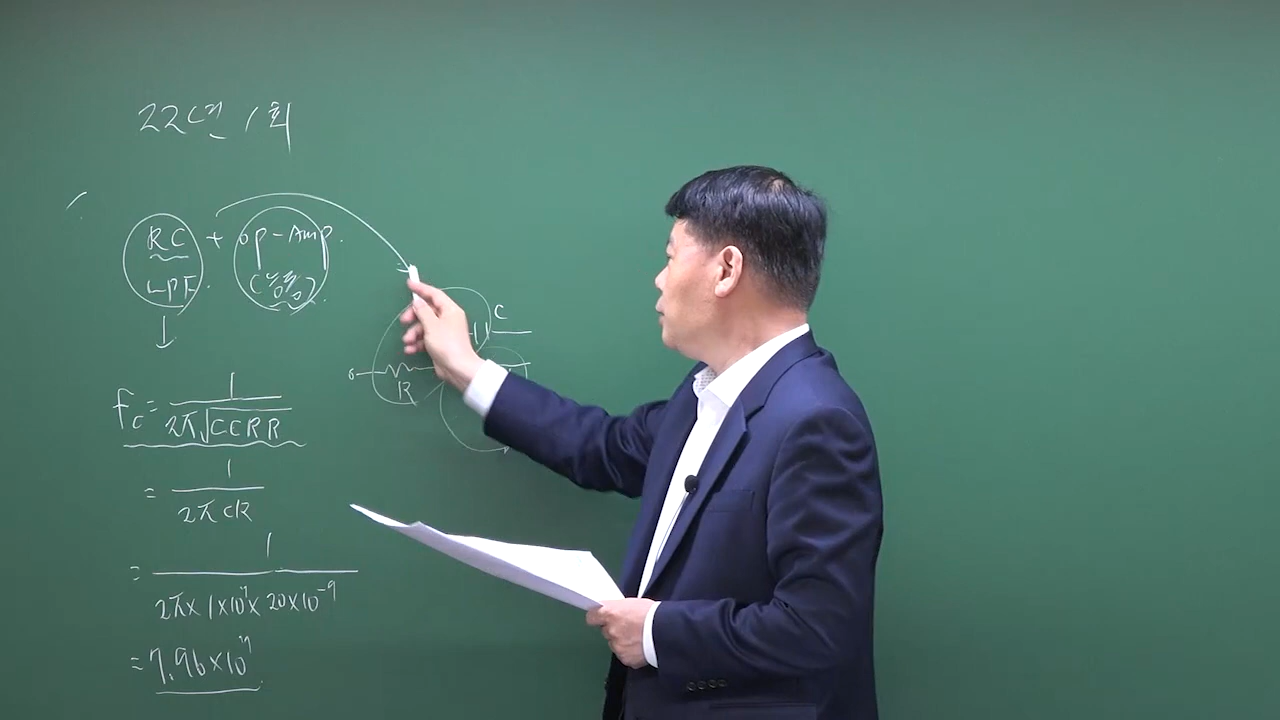 22년 1회
RC + op-Amp.
LPF. (능동).
C
R
fc = 1 / 2π√CCRR
= 1 / 2π CR
= 1 / 2π × 1×10³ × 20×10⁻⁹
= 7.96×10³